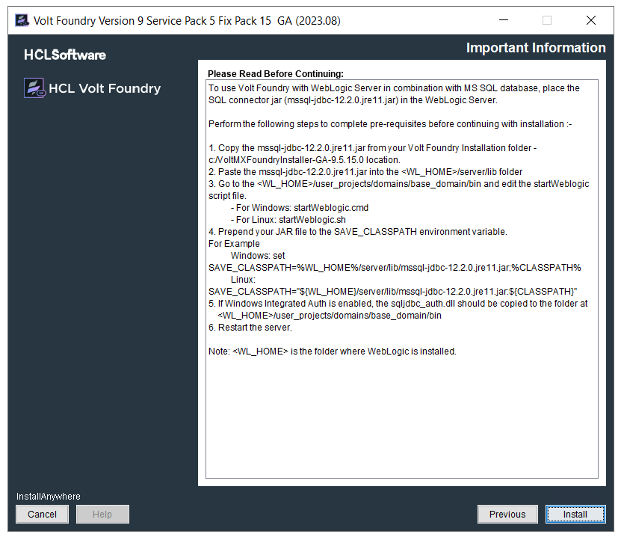 Volt Foundry Version 9 Service Pack 5 Fix Pack 15  GA (2023.08)
HCLSoftware
Important Information
HCL Volt Foundry
Please Read Before Continuing:
To use Volt Foundry with WebLogic Server in combination with MS SQL database, place the
SQL connector jar (mssql-jdbc-12.2.0.jre11.jar) in the WebLogic Server.
Perform the following steps to complete pre-requisites before continuing with installation :-
1. Copy the mssql-jdbc-12.2.0.jre11.jar from your Volt Foundry Installation folder -
c:/VoltMXFoundryInstaller-GA-9.5.15.0 location.
2. Paste the mssql-jdbc-12.2.0.jre11.jar into the <WL_HOME>/server/lib folder
3. Go to the <WL_HOME>/user_projects/domains/base_domain/bin and edit the startWeblogic
script file.
- For Windows: startWeblogic.cmd
- For Linux: startWeblogic.sh
4. Prepend your JAR file to the SAVE_CLASSPATH environment variable.
For Example
Windows: set
SAVE_CLASSPATH=%WL_HOME%/server/lib/mssql-jdbc-12.2.0.jre11.jar;%CLASSPATH%
Linux:
SAVE_CLASSPATH="${WL_HOME}/server/lib/mssql-jdbc-12.2.0.jre11.jar:${CLASSPATH}"
5. If Windows Integrated Auth is enabled, the sqljdbc_auth.dll should be copied to the folder at
<WL_HOME>/user_projects/domains/base_domain/bin
6. Restart the server.
Note: <WL_HOME> is the folder where WebLogic is installed.
InstallAnywhere
Cancel
Help
Previous
Install